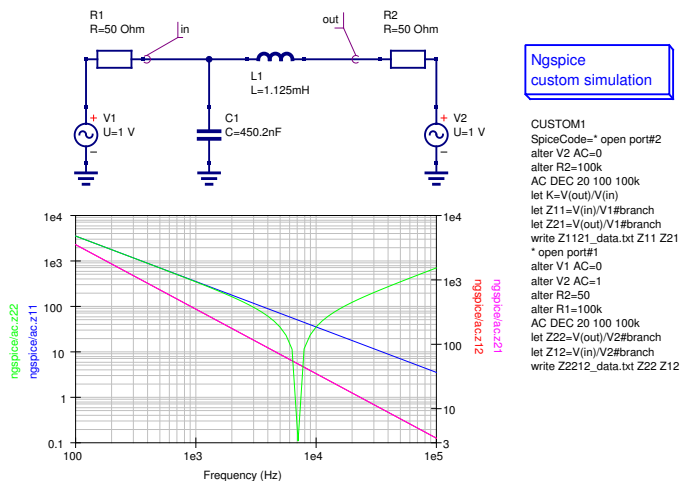 R1
R=50 Ohm
in
out
R2
R=50 Ohm
L1
L=1.125mH
+
V1
U=1 V
C1
C=450.2nF
+
V2
U=1 V
Ngspice
custom simulation
CUSTOM1
SpiceCode=* open port#2
alter V2 AC=0
alter R2=100k
AC DEC 20 100 100k
let K=V(out)/V(in)
let Z11=V(in)/V1#branch
let Z21=V(out)/V1#branch
write Z1121_data.txt Z11 Z21
* open port#1
alter V1 AC=0
alter V2 AC=1
alter R2=50
alter R1=100k
AC DEC 20 100 100k
let Z22=V(out)/V2#branch
let Z12=V(in)/V2#branch
write Z2212_data.txt Z22 Z12
ngspice/ac.z22
ngspice/ac.z11
1e4
1e3
100
10
1
0.1
100
1e3
1e4
1e5
Frequency (Hz)
1e4
1e3
100
10
3
ngspice/ac.z12
ngspice/ac.z21